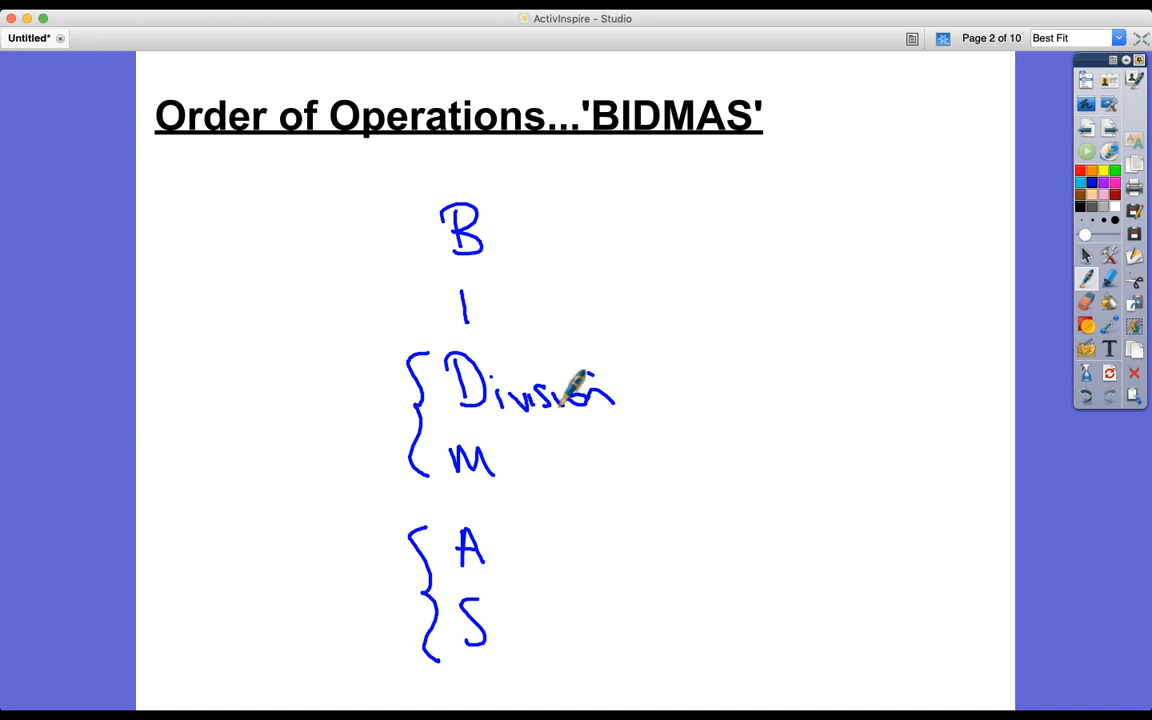 ActivInspire - Studio
Untitled*
Page 2 of 10
Best Fit
Order of Operations...'BIDMAS'
B
I
Division
M
A
S